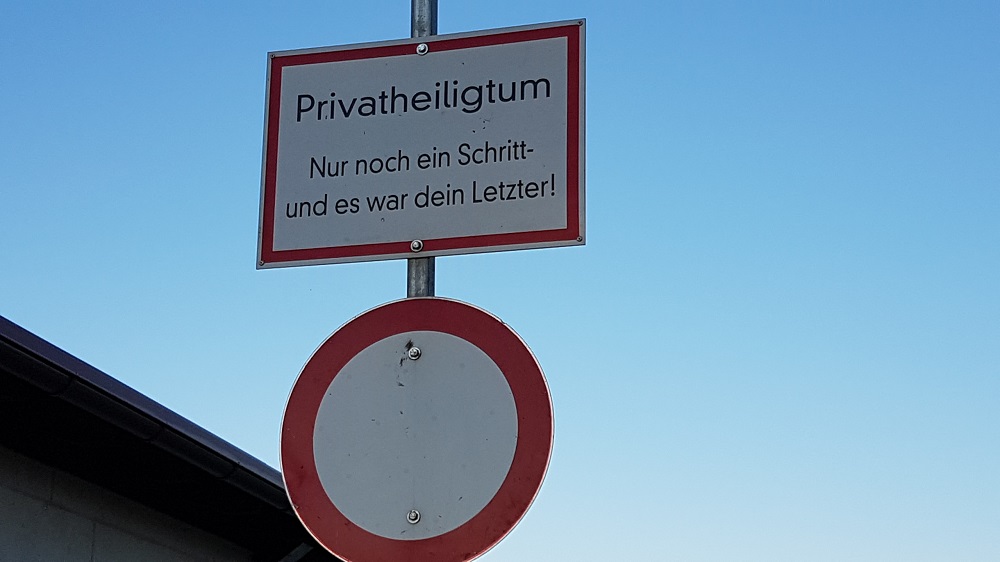 Privatheiligtum
Nur noch ein Schritt-
und es war dein Letzter!